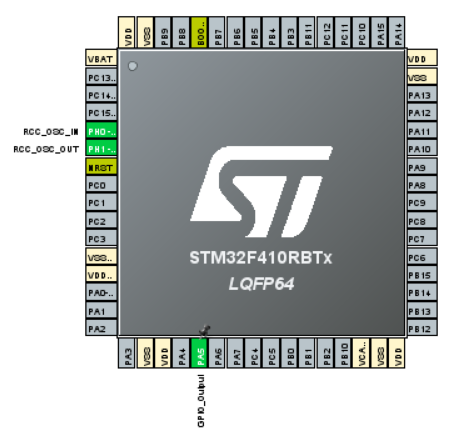 VDD
VSS
PB9
PB8
BOO..
PB7
PB6
PB5
PB4
PB3
PB11
PC12
PC11
PC10
PA15
PA14
VBAT
PC13..
PC14..
PC15..
RCC_OSC_IN PH0-..
RCC_OSC_OUT PH1-..
NRST
PC0
PC1
PC2
PC3
VSS..
VDD..
PA0-..
PA1
PA2
STM32F410RBTx
LQFP64
VDD
VSS
PA13
PA12
PA11
PA10
PA9
PA8
PC9
PC8
PC7
PC6
PB15
PB14
PB13
PB12
PA3
VSS
VDD
PA4
PA5
PA6
PA7
PC4
PC5
PB0
PB1
PB2
PB10
VCA..
VSS
VDD
GPIO_Output